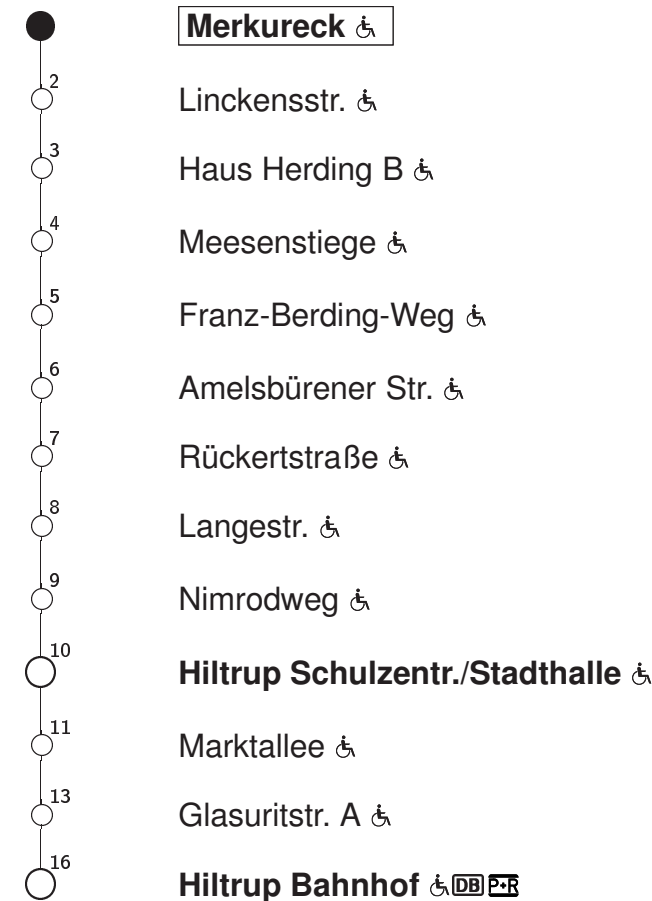 Merkureck
2 Linckensstr.
3 Haus Herding B
4 Meesenstiege
5 Franz-Berding-Weg
6 Amelsbürener Str.
7 Rückertstraße
8 Langestr.
9 Nimrodweg
10 Hiltrup Schulzentr./Stadthalle
11 Marktallee
13 Glasuritstr. A
16 Hiltrup Bahnhof DB P+R